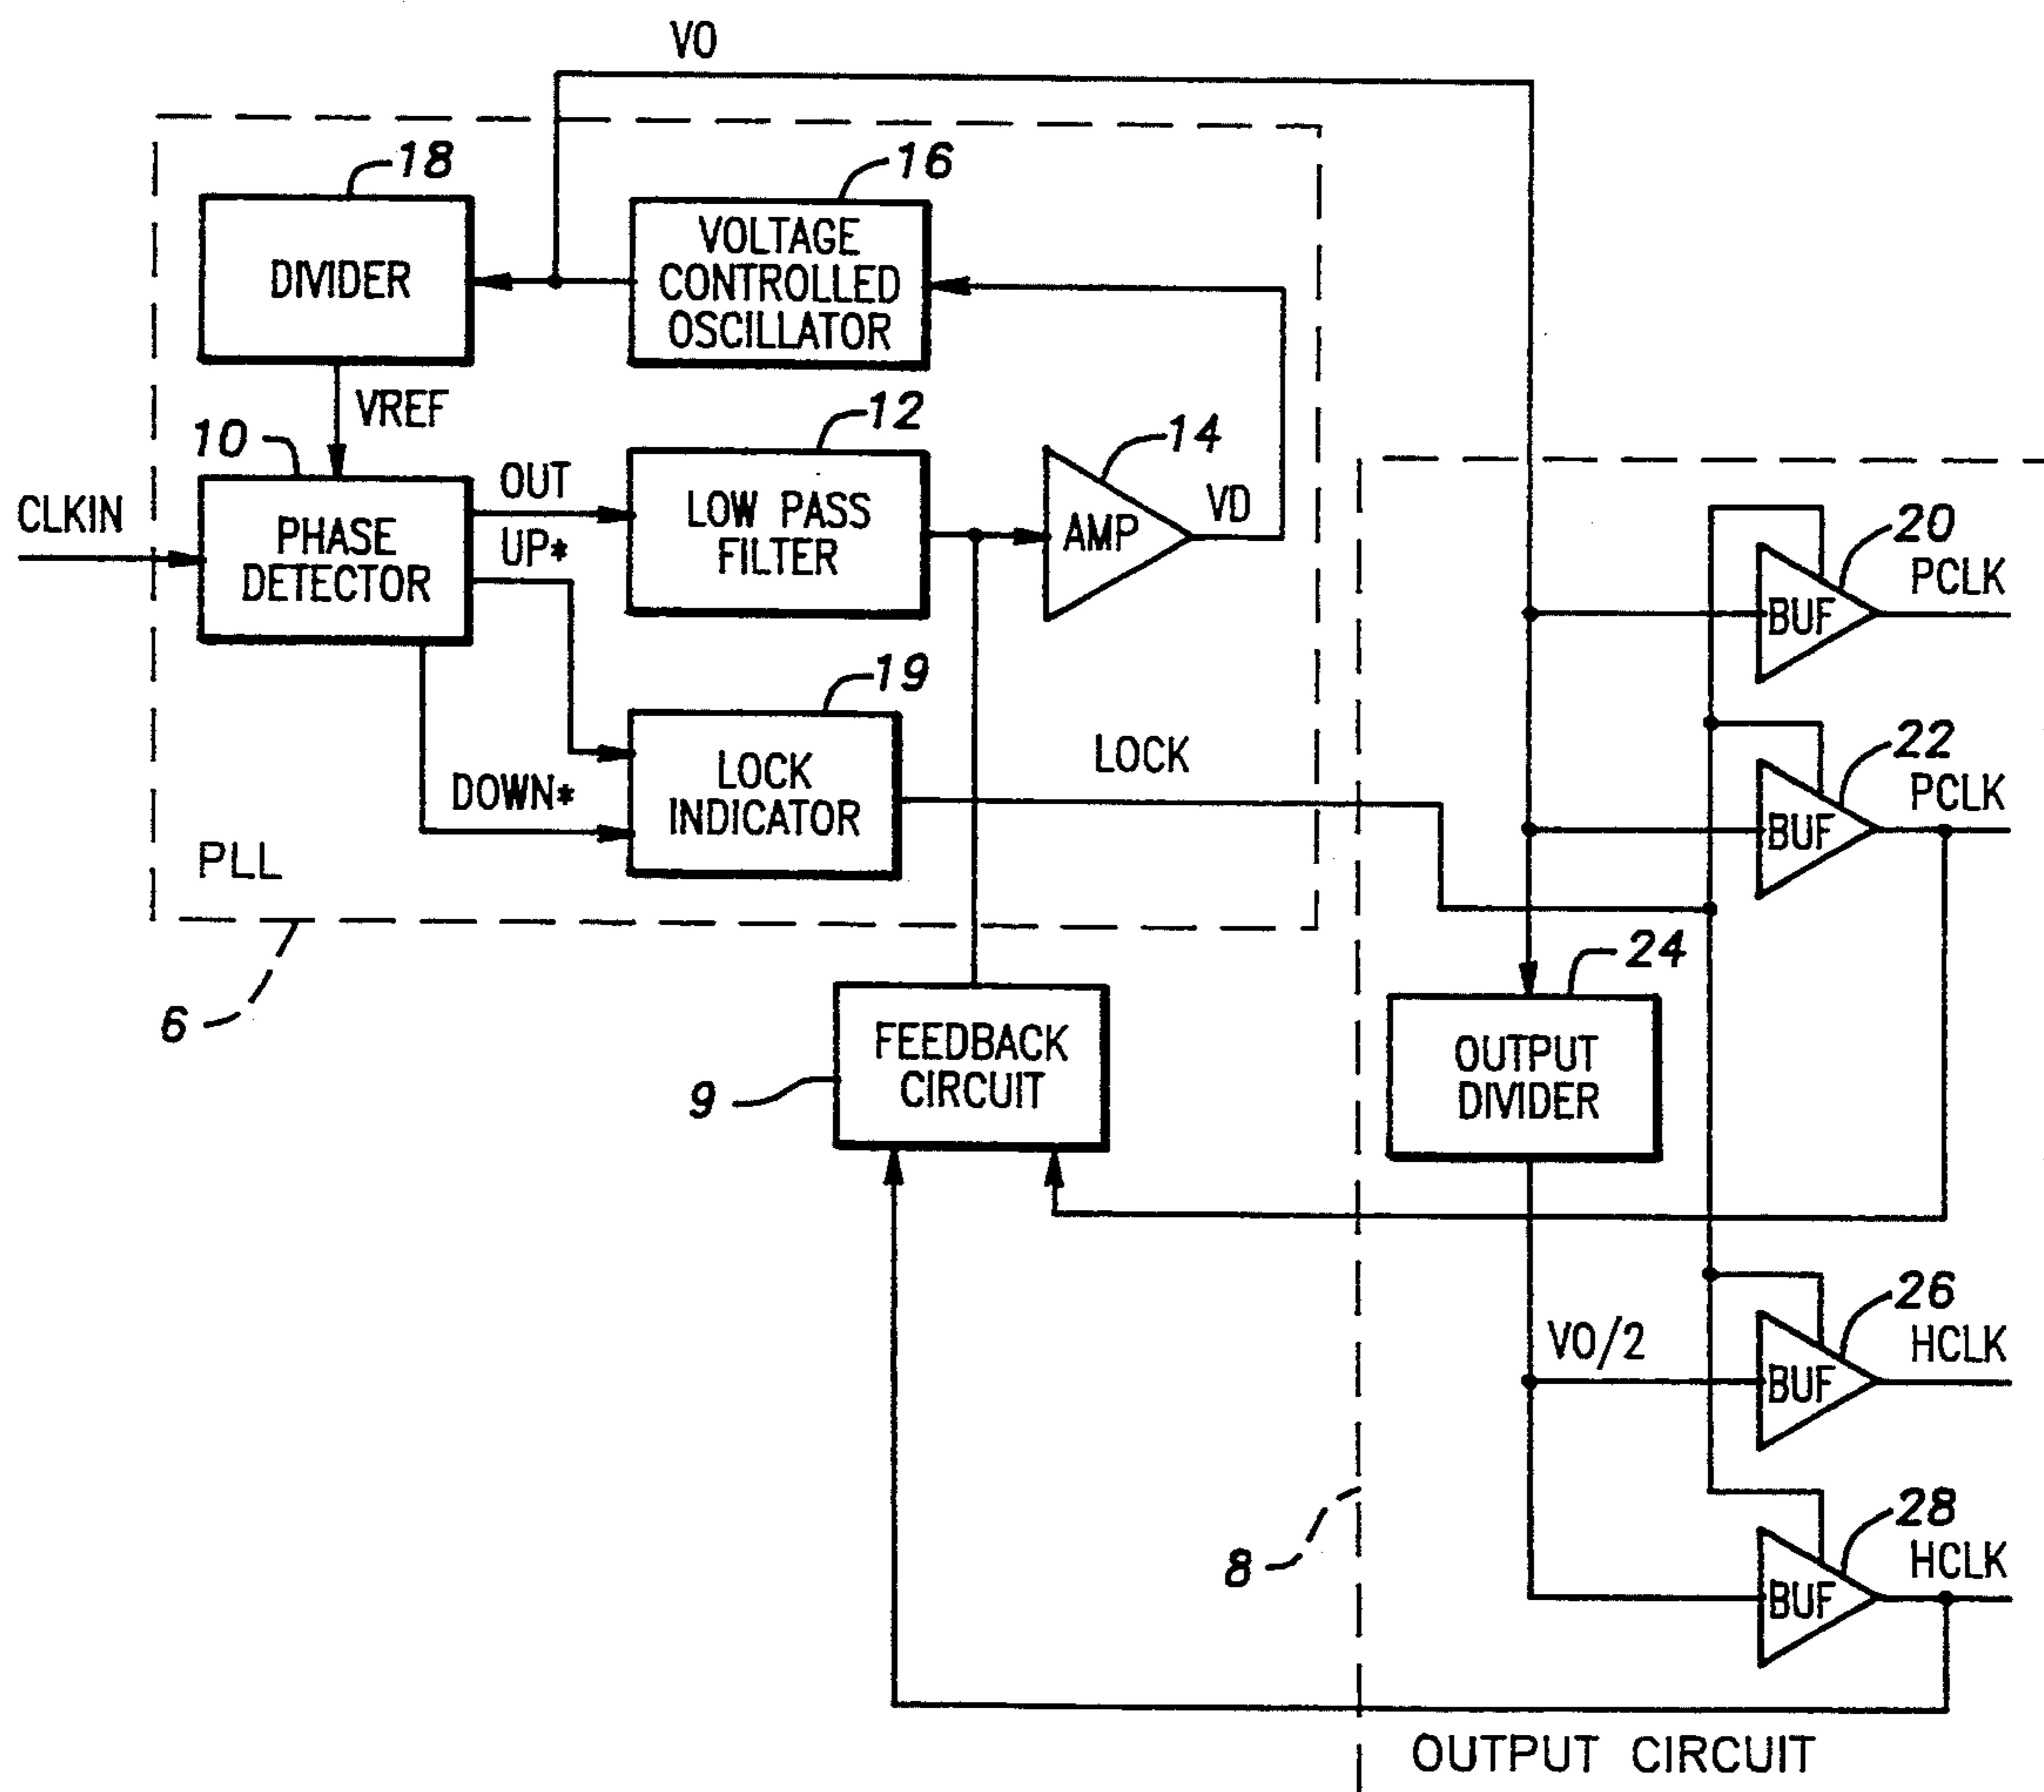 VO
18
16
DIVIDER
VOLTAGE
CONTROLLED
OSCILLATOR
VREF
10
12
14
CLKIN
PHASE
DETECTOR
OUT
UP*
LOW PASS
FILTER
AMP
VD
20
PCLK
BUF
19
LOCK
INDICATOR
LOCK
DOWN*
22
PCLK
BUF
PLL
6
24
FEEDBACK
CIRCUIT
9
OUTPUT
DIVIDER
26
HCLK
VO/2
BUF
28
HCLK
BUF
8
OUTPUT CIRCUIT